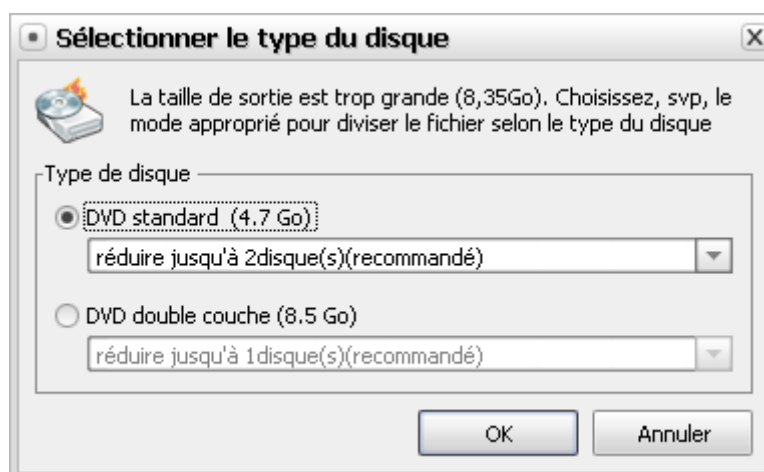 Sélectionner le type du disque
La taille de sortie est trop grande (8,35Go). Choisissez, svp, le
mode approprié pour diviser le fichier selon le type du disque
Type de disque
DVD standard (4.7 Go)
réduire jusqu'à 2disque(s)(recommandé)
DVD double couche (8.5 Go)
réduire jusqu'à 1disque(s)(recommandé)
OK
Annuler